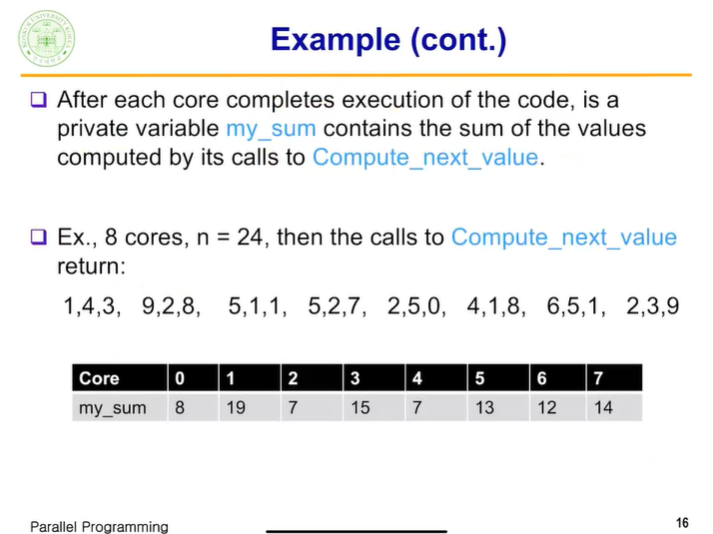 Example (cont.)
After each core completes execution of the code, is a
private variable my_sum contains the sum of the values
computed by its calls to Compute_next_value.
Ex., 8 cores, n = 24, then the calls to Compute_next_value
return:
1,4,3, 9,2,8, 5,1,1, 5,2,7, 2,5,0, 4,1,8, 6,5,1, 2,3,9
Core 0 1 2 3 4 5 6 7
my_sum 8 19 7 15 7 13 12 14
Parallel Programming
16